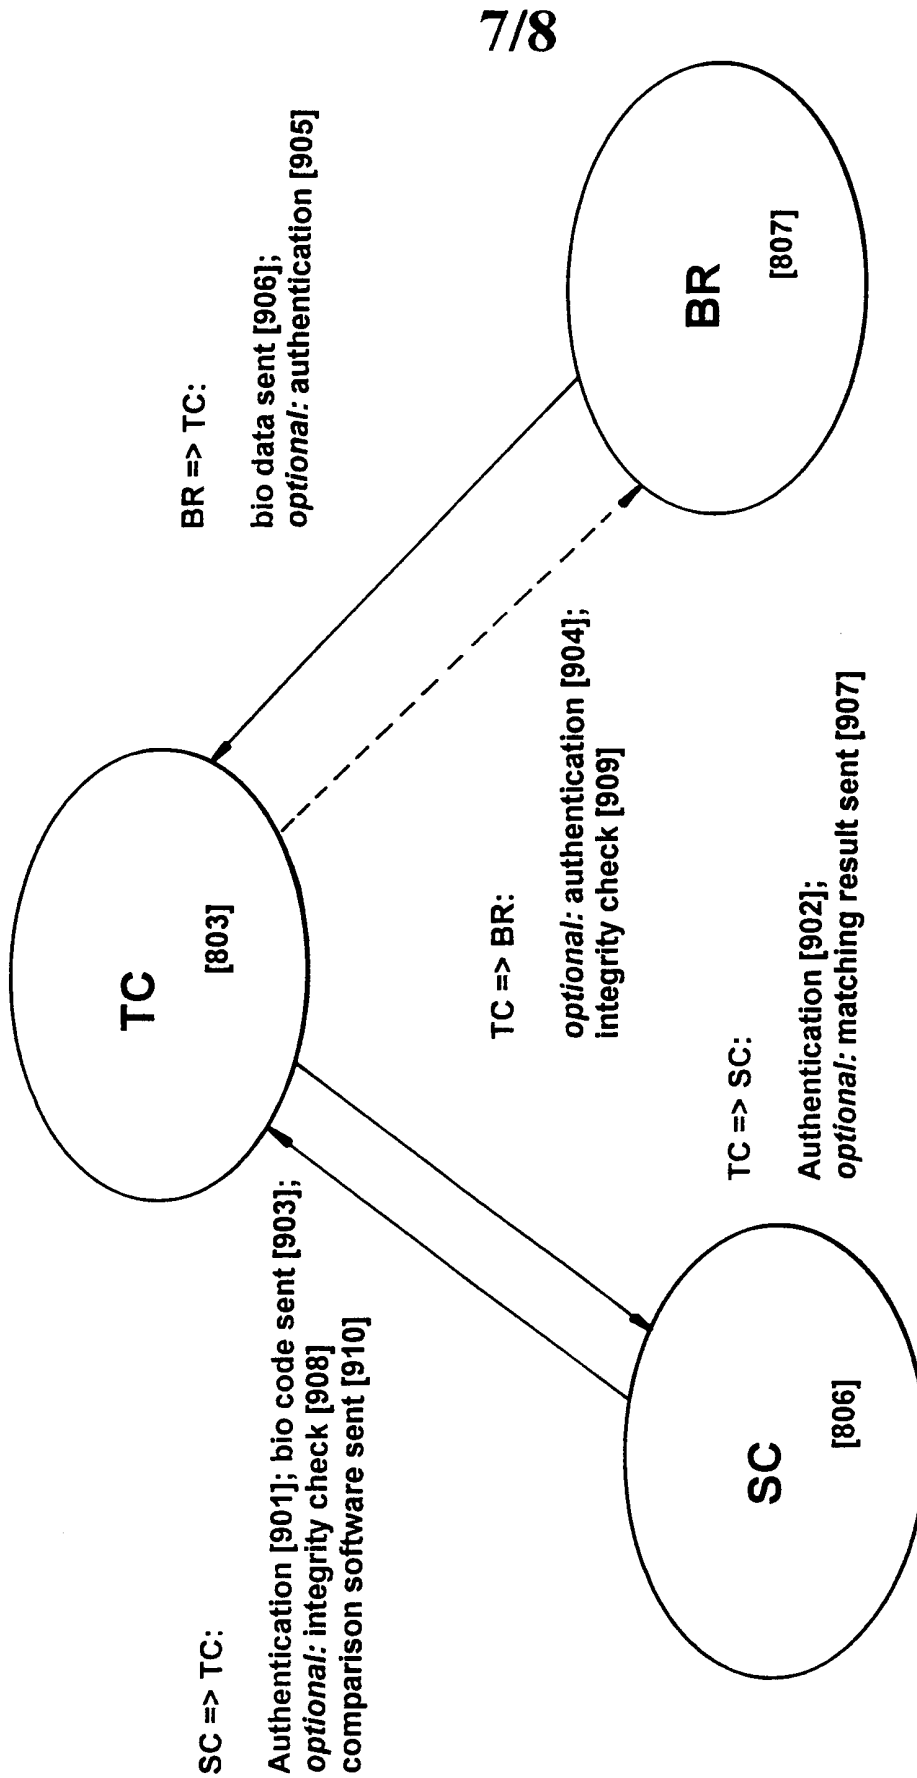 7/8
TC
[803]
BR => TC:
bio data sent [906];
optional: authentication [905]
SC => TC:
Authentication [901]; bio code sent [903];
optional: integrity check [908]
comparison software sent [910]
TC => BR:
optional: authentication [904];
integrity check [909]
BR
[807]
SC
[806]
TC => SC:
Authentication [902];
optional: matching result sent [907]